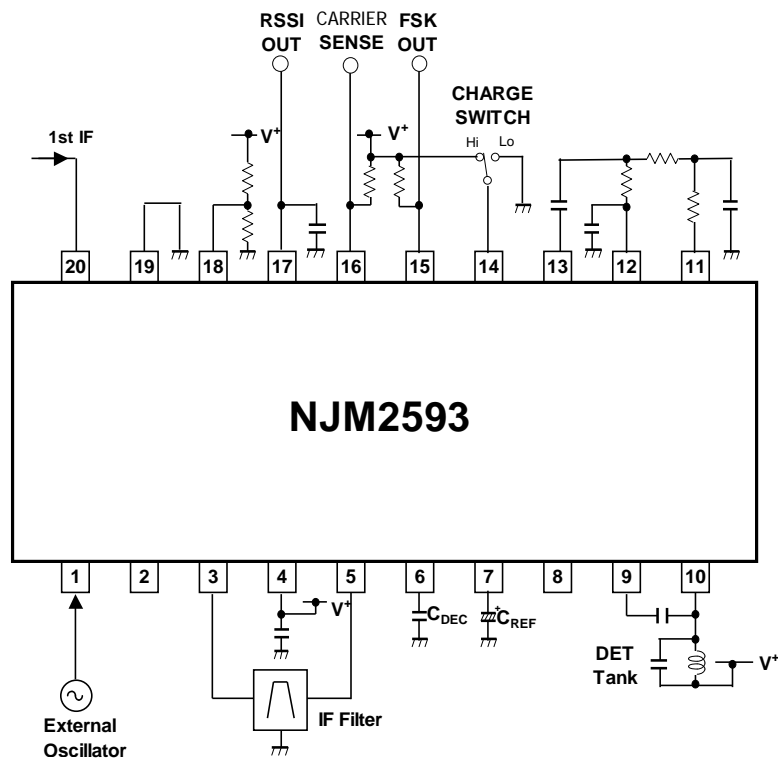 RSSI OUT
CARRIER SENSE
FSK OUT
CHARGE SWITCH
Hi
Lo
1st IF
V+
V+
20
19
18
17
16
15
14
13
12
11
NJM2593
1
2
3
4
5
6
7
8
9
10
V+
CDEC
+
CREF
DET Tank
V+
IF Filter
External Oscillator